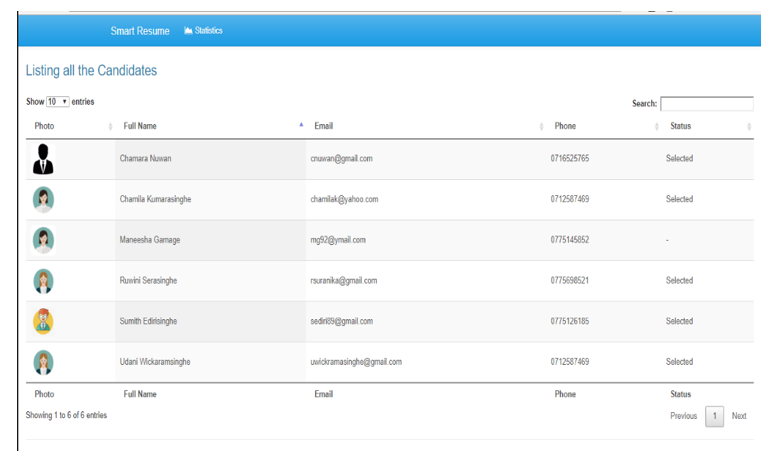 Smart Resume Statistics
Listing all the Candidates
Show 10 entries Search:
Photo Full Name Email Phone Status
Chamara Nuwan cnuwan@gmail.com 0716525765 Selected
Chamila Kumarasinghe chamilak@yahoo.com 0712587469 Selected
Maneesha Gamage mg92@ymail.com 0775145852 -
Ruwini Serasinghe rsuranika@gmail.com 0775698521 Selected
Sumith Edirisinghe sediri89@gmail.com 0775126185 Selected
Udani Wickaramsinghe uwickramasinghe@gmail.com 0712587469 Selected
Photo Full Name Email Phone Status
Showing 1 to 6 of 6 entries Previous 1 Next